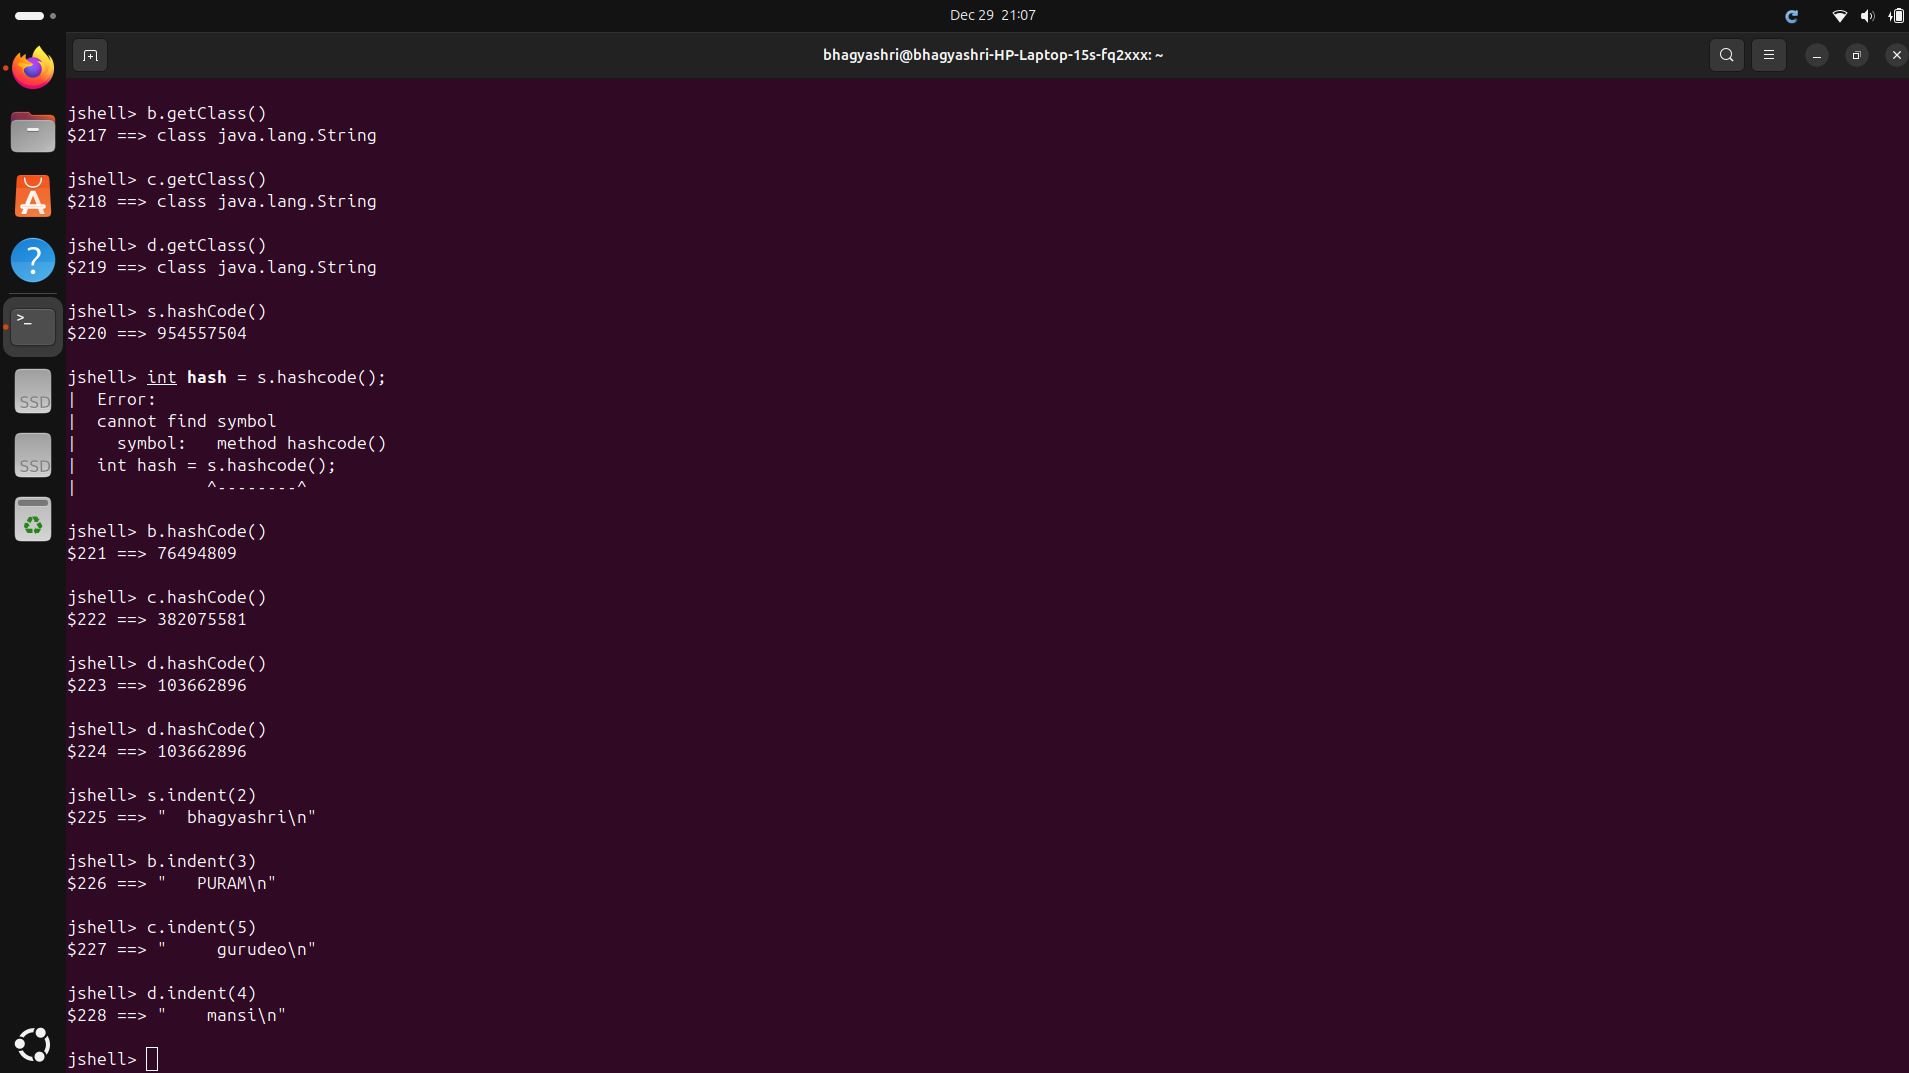 Dec 29 21:07
bhagyashri@bhagyashri-HP-Laptop-15s-fq2xxx: ~
jshell> b.getClass()
$217 ==> class java.lang.String
jshell> c.getClass()
$218 ==> class java.lang.String
jshell> d.getClass()
$219 ==> class java.lang.String
jshell> s.hashCode()
$220 ==> 954557504
jshell> int hash = s.hashcode();
|  Error:
|  cannot find symbol
|    symbol:   method hashcode()
|  int hash = s.hashcode();
|             ^--------^
jshell> b.hashCode()
$221 ==> 76494809
jshell> c.hashCode()
$222 ==> 382075581
jshell> d.hashCode()
$223 ==> 103662896
jshell> d.hashCode()
$224 ==> 103662896
jshell> s.indent(2)
$225 ==> "  bhagyashri\n"
jshell> b.indent(3)
$226 ==> "   PURAM\n"
jshell> c.indent(5)
$227 ==> "     gurudeo\n"
jshell> d.indent(4)
$228 ==> "    mansi\n"
jshell>
>_
SSD
SSD